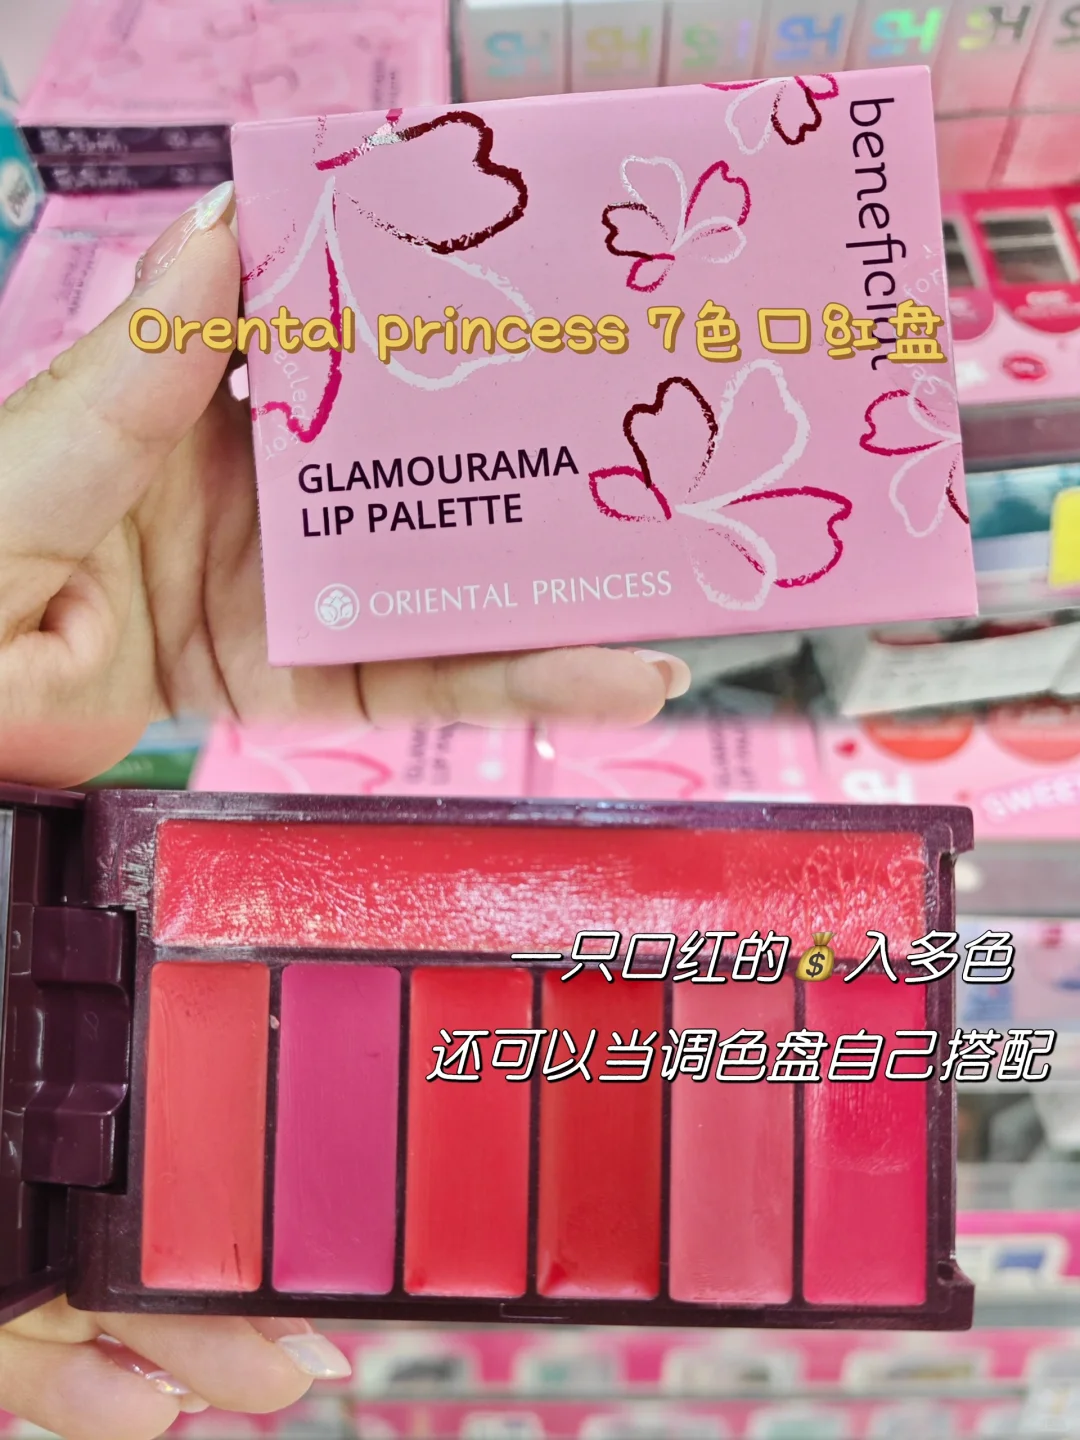 beneficial
Orental princess 7色口红盘
GLAMOURAMA
LIP PALETTE
ORIENTAL PRINCESS
一只口红的💰入多色
还可以当调色盘自己搭配